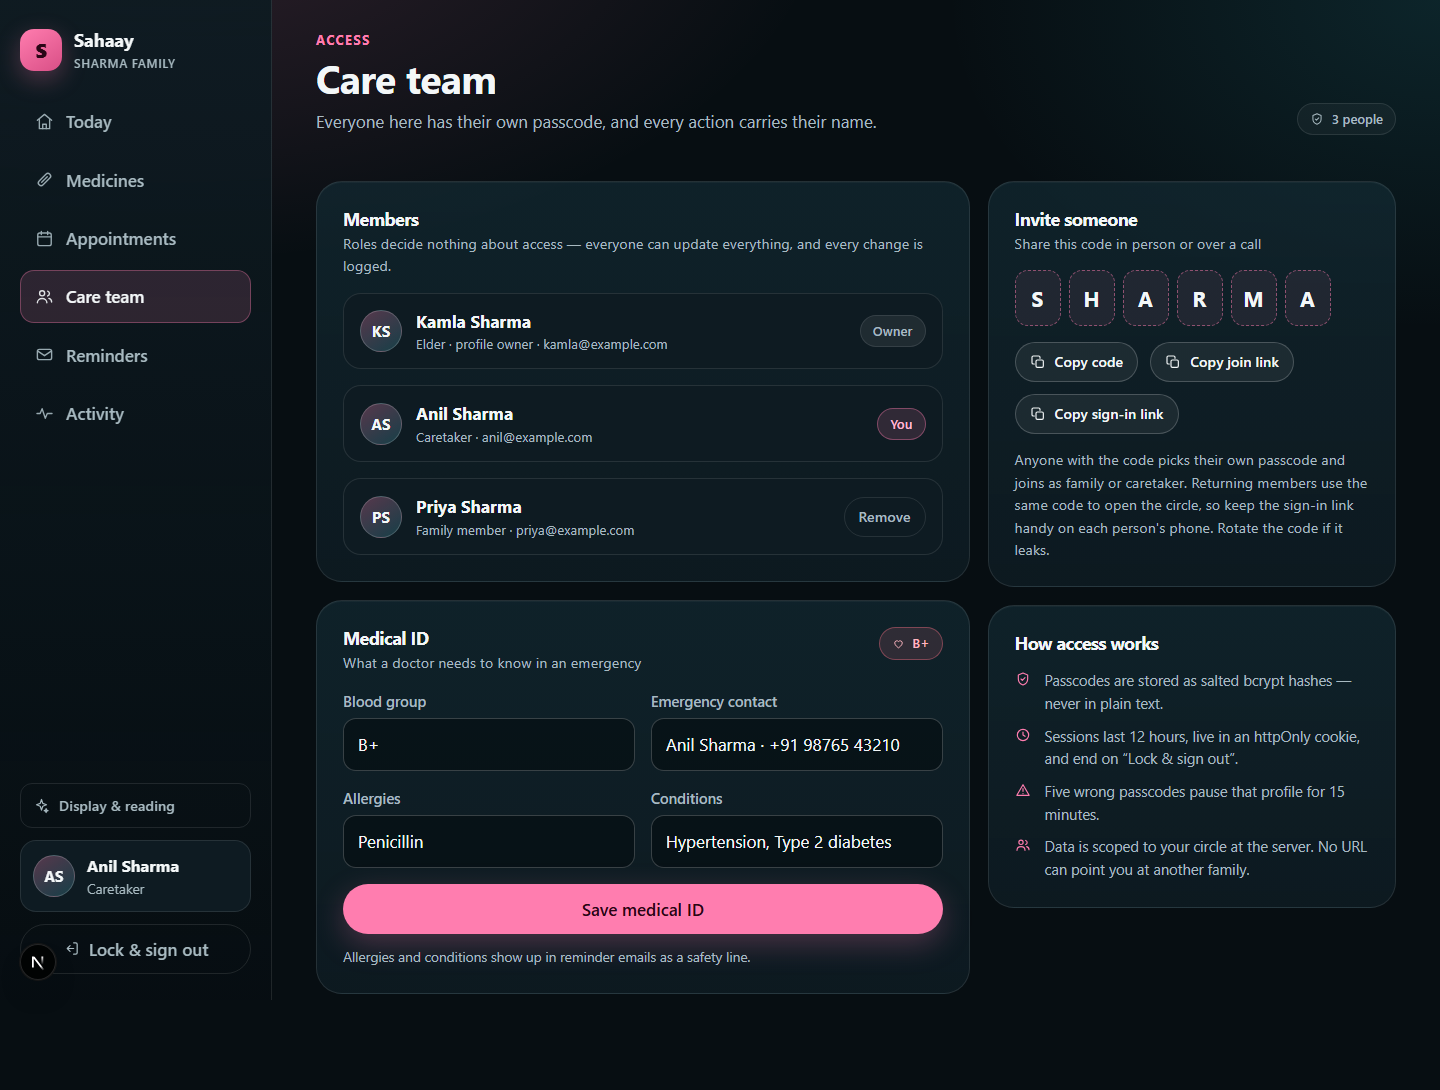 S
Sahaay
SHARMA FAMILY
Today
Medicines
Appointments
Care team
Reminders
Activity
Display & reading
AS
Anil Sharma
Caretaker
Lock & sign out
N
ACCESS
Care team
Everyone here has their own passcode, and every action carries their name.
3 people
Members
Roles decide nothing about access — everyone can update everything, and every change is
logged.
KS
Kamla Sharma
Elder · profile owner · kamla@example.com
Owner
AS
Anil Sharma
Caretaker · anil@example.com
You
PS
Priya Sharma
Family member · priya@example.com
Remove
Medical ID
What a doctor needs to know in an emergency
B+
Blood group
Emergency contact
B+
Anil Sharma · +91 98765 43210
Allergies
Conditions
Penicillin
Hypertension, Type 2 diabetes
Save medical ID
Allergies and conditions show up in reminder emails as a safety line.
Invite someone
Share this code in person or over a call
S H A R M A
Copy code
Copy join link
Copy sign-in link
Anyone with the code picks their own passcode and
joins as family or caretaker. Returning members use the
same code to open the circle, so keep the sign-in link
handy on each person's phone. Rotate the code if it
leaks.
How access works
Passcodes are stored as salted bcrypt hashes —
never in plain text.
Sessions last 12 hours, live in an httpOnly cookie,
and end on “Lock & sign out”.
Five wrong passcodes pause that profile for 15
minutes.
Data is scoped to your circle at the server. No URL
can point you at another family.